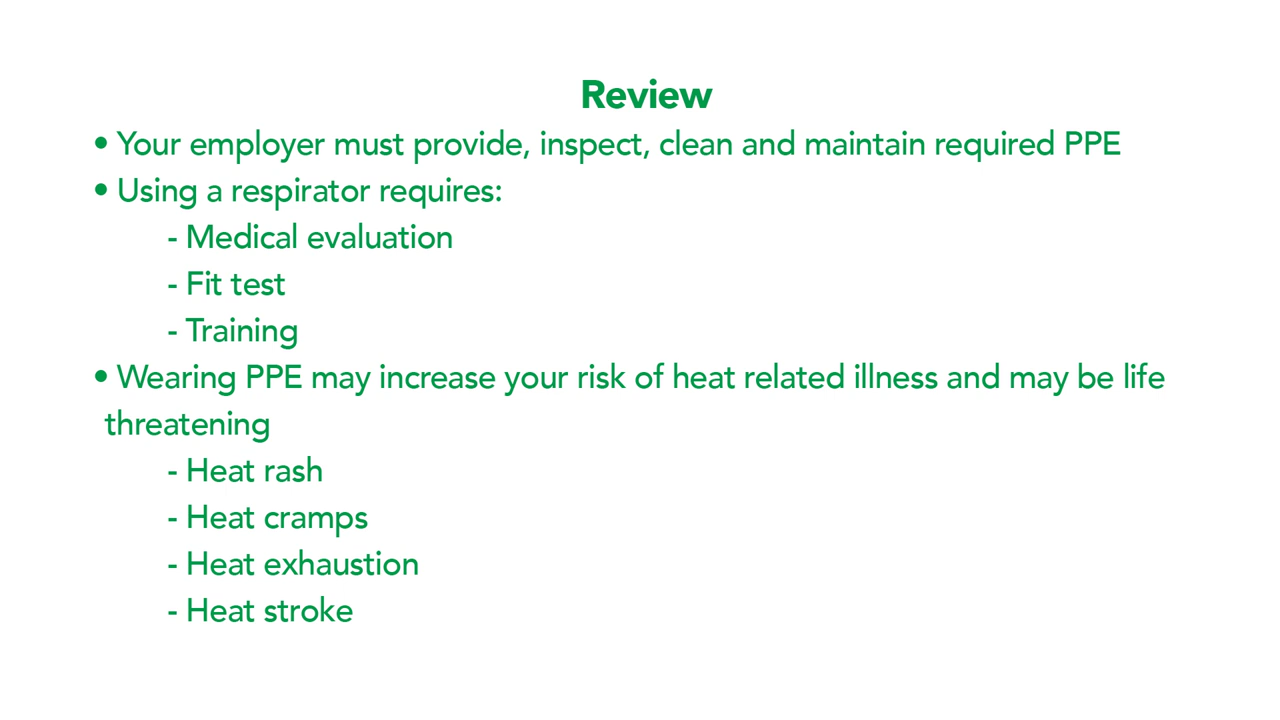 Review
• Your employer must provide, inspect, clean and maintain required PPE
• Using a respirator requires:
- Medical evaluation
- Fit test
- Training
• Wearing PPE may increase your risk of heat related illness and may be life
threatening
- Heat rash
- Heat cramps
- Heat exhaustion
- Heat stroke